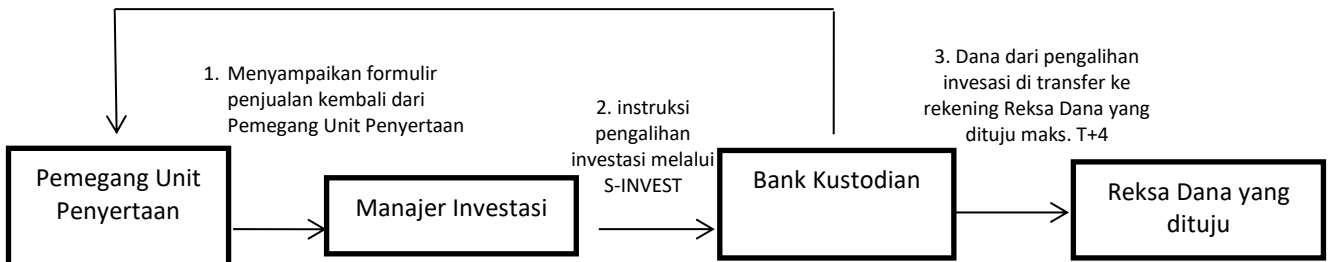 1. Menyampaikan formulir
penjualan kembali dari
Pemegang Unit Penyertaan
2. instruksi
pengalihan
investasi melalui
S-INVEST
3. Dana dari pengalihan
invesasi di transfer ke
rekening Reksa Dana yang
dituju maks. T+4
Pemegang Unit
Penyertaan
Manajer Investasi
Bank Kustodian
Reksa Dana yang
dituju